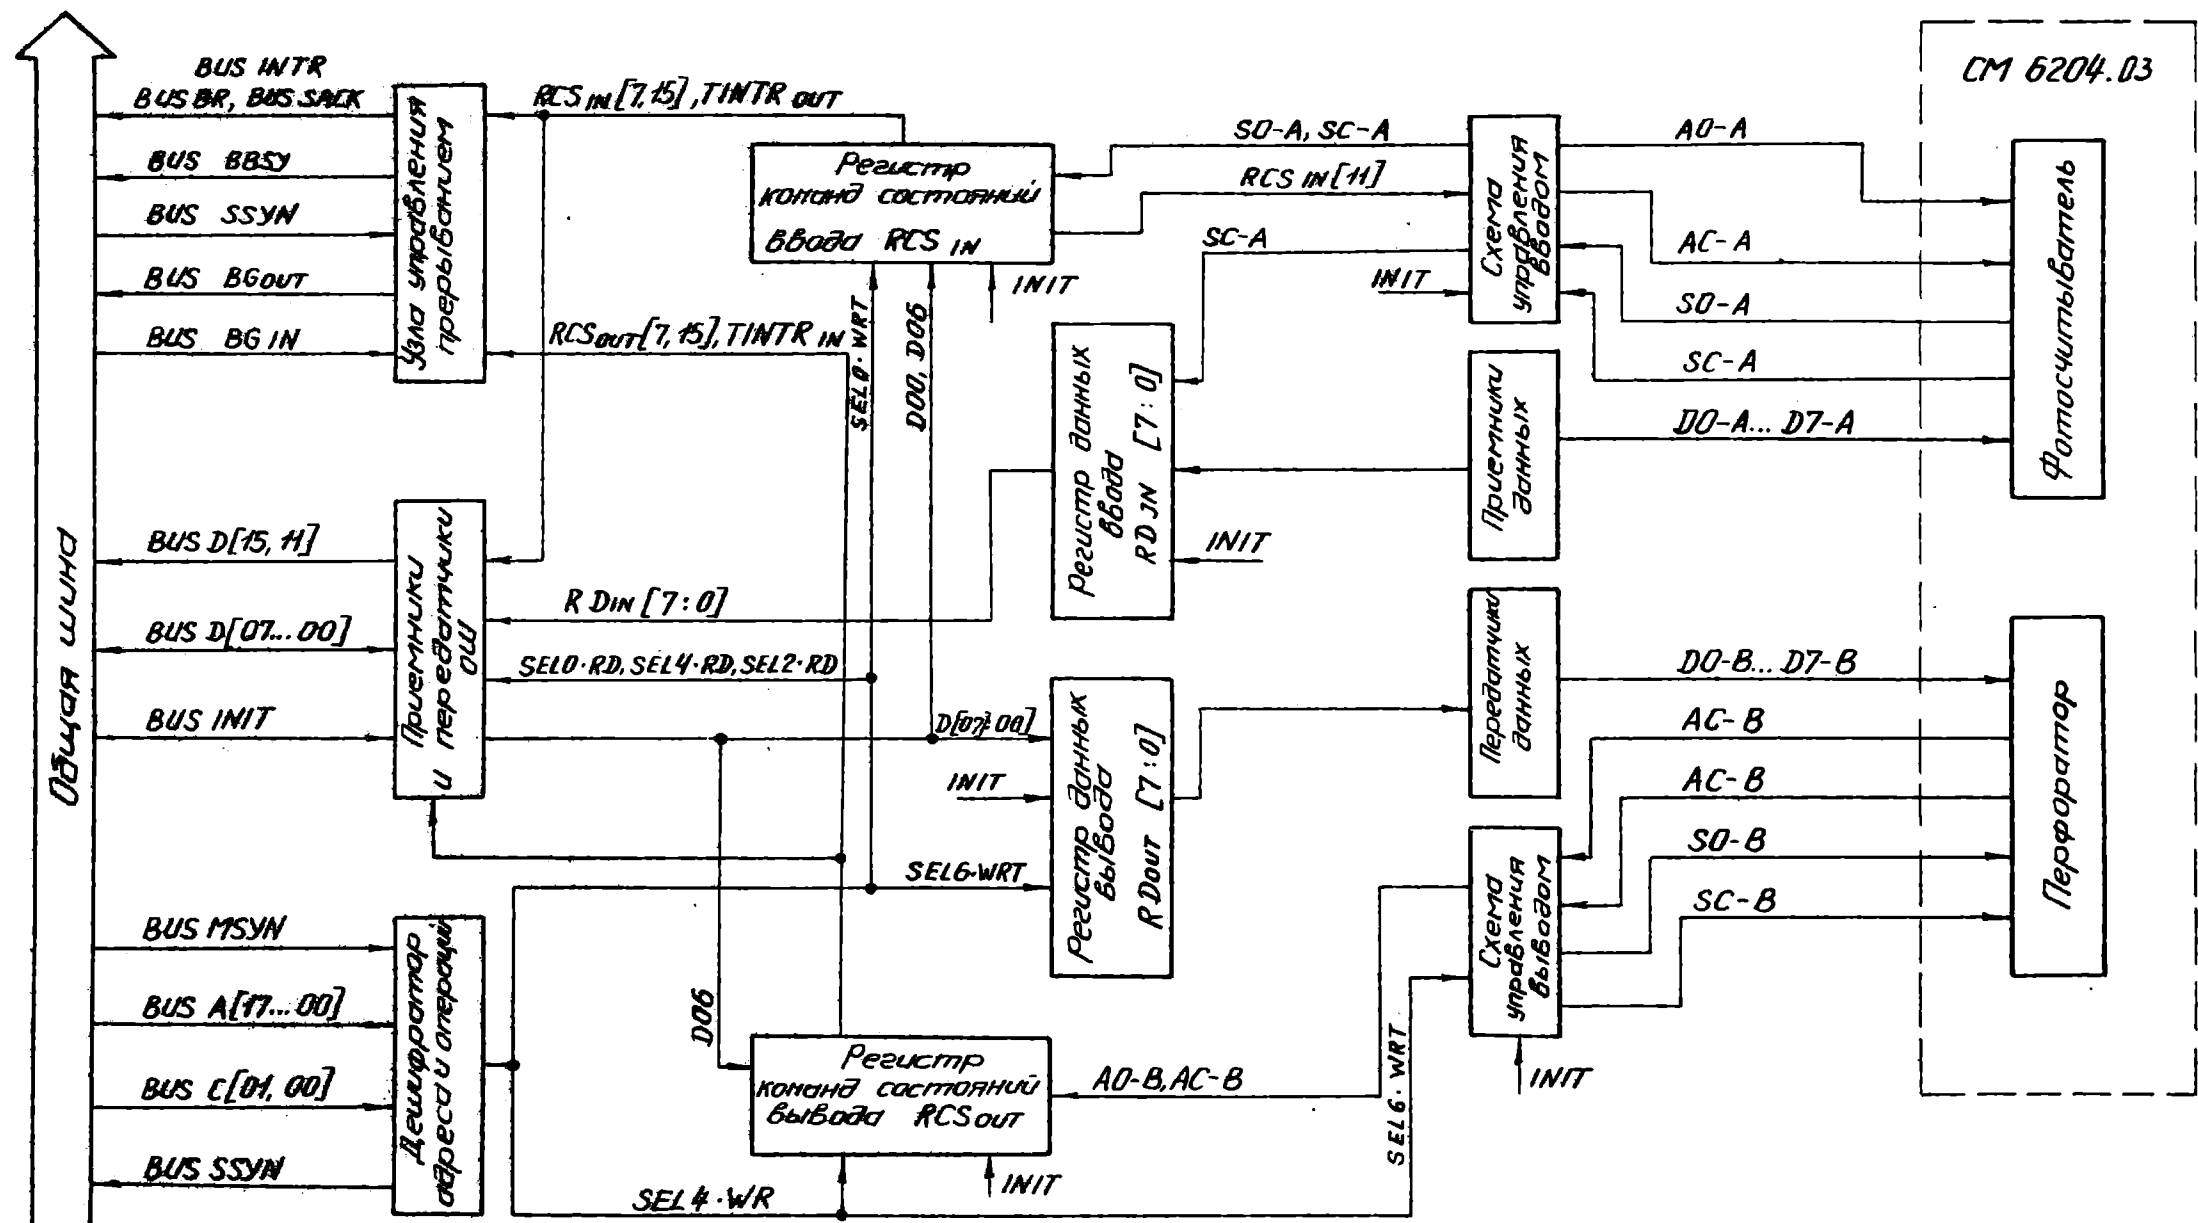 BUS INTR
BUS BR, BUS SACK
BUS BBSY
BUS SSYN
BUS BG OUT
BUS BG IN
Узла управления
прерыванием
RCS IN [7,15], TINTR OUT
RCS OUT [7,15], TINTR IN
Регистр
команд состояний
ввода RCS IN
INIT
SEL0·WRT
D00, D06
SO-A, SC-A
RCS IN [11]
SC-A
INIT
Схема
управления
вводом
AO-A
AC-A
SO-A
SC-A
D0-A... D7-A
СМ 6204.03
Фотосчитыватель
Общая шина
BUS D[15, 11]
BUS D[07...00]
BUS INIT
Приемники
и передатчики
ОШ
R DIN [7:0]
SEL0·RD, SEL4·RD, SEL2·RD
Регистр данных
ввода
RD IN [7:0]
INIT
Приемники
данных
Передатчики
данных
D[07:00]
INIT
SEL6·WRT
Регистр данных
вывода
RDOUT [7:0]
D0-B... D7-B
AC-B
AC-B
SO-B
SC-B
Перфоратор
Схема
управления
выводом
INIT
BUS MSYN
BUS A[17...00]
BUS C[01, 00]
BUS SSYN
Дешифратор
адреса и операций
D06
Регистр
команд состояний
вывода RCS OUT
AO-B, AC-B
SEL6·WRT
INIT
SEL4·WR